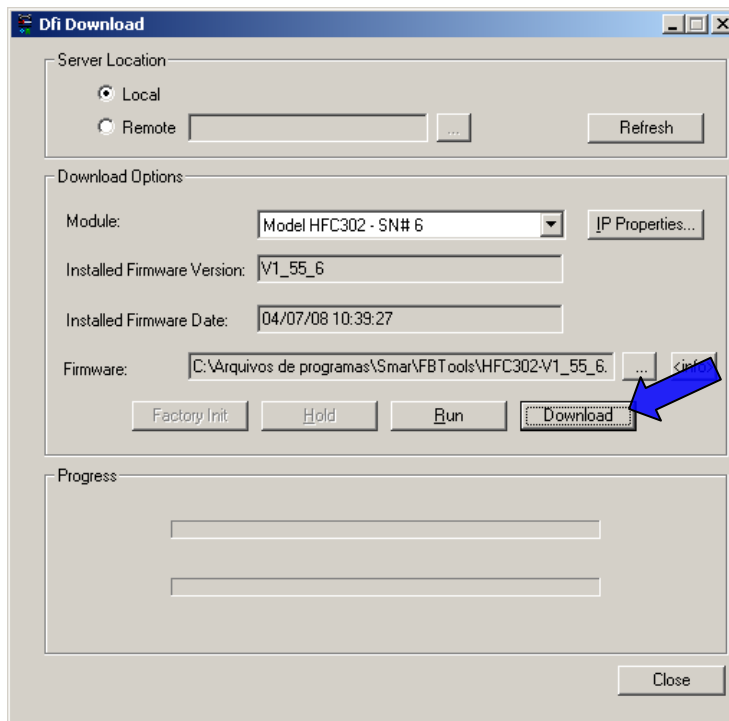 Dfi Download
Server Location
Local
Remote ...
Refresh
Download Options
Module: Model HFC302 - SN# 6 IP Properties...
Installed Firmware Version: V1_55_6
Installed Firmware Date: 04/07/08 10:39:27
Firmware: C:\Arquivos de programas\Smar\FBTools\HFC302-V1_55_6. ... <info>
Factory Init Hold Run Download
Progress
Close